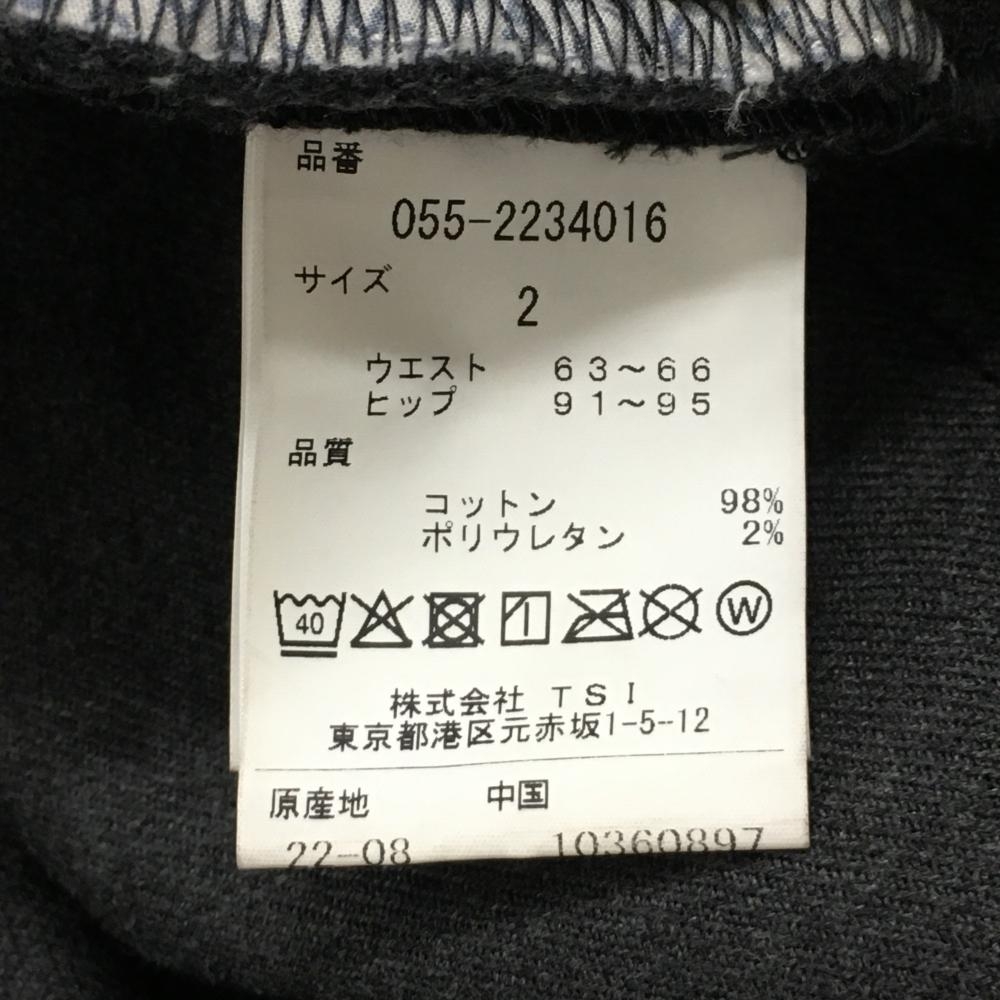 品番
055-2234016
サイズ
2
ウエスト 63～66
ヒップ 91～95
品質
コットン 98%
ポリウレタン 2%
40 W
株式会社 TSI
東京都港区元赤坂1-5-12
原産地 中国
22-08 10360897